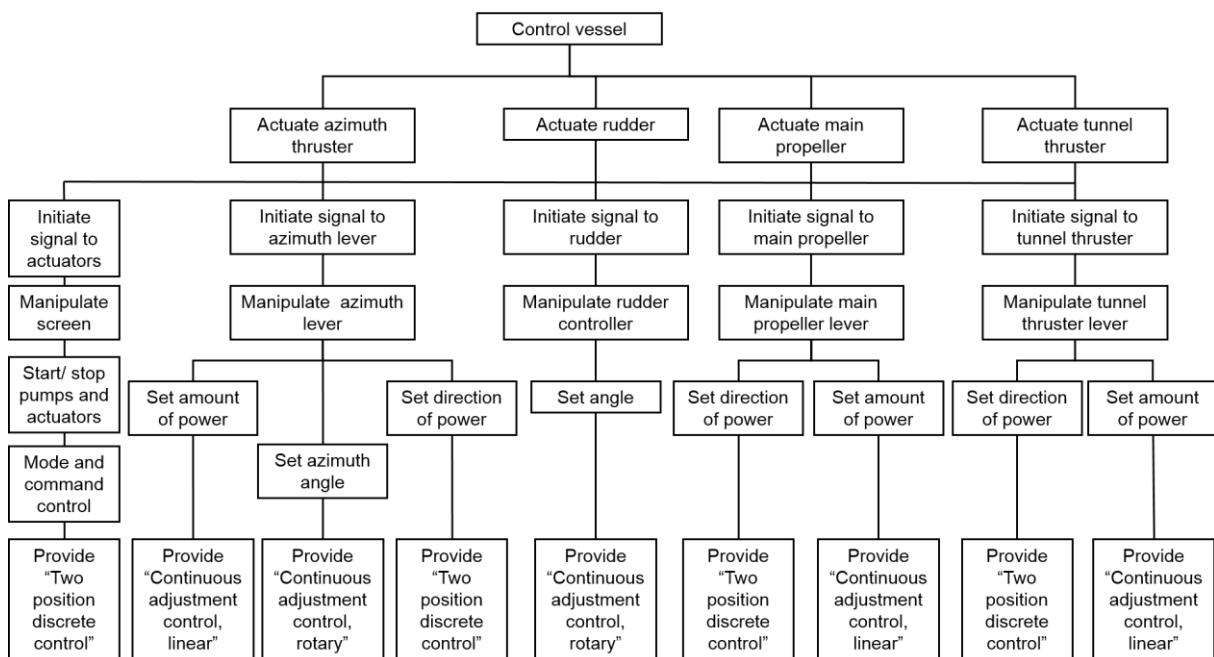 Control vessel
Actuate azimuth
thruster
Actuate rudder
Actuate main
propeller
Actuate tunnel
thruster
Initiate
signal to
actuators
Initiate signal to
azimuth lever
Initiate signal to
rudder
Initiate signal to
main propeller
Initiate signal to
tunnel thruster
Manipulate
screen
Manipulate azimuth
lever
Manipulate rudder
controller
Manipulate main
propeller lever
Manipulate tunnel
thruster lever
Start/ stop
pumps and
actuators
Set amount
of power
Set direction
of power
Set angle
Set direction
of power
Set amount
of power
Set direction
of power
Set amount
of power
Mode and
command
control
Set azimuth
angle
Provide
“Two
position
discrete
control”
Provide
“Continuous
adjustment
control,
linear”
Provide
“Continuous
adjustment
control,
rotary”
Provide
“Two
position
discrete
control”
Provide
“Continuous
adjustment
control,
rotary”
Provide
“Two
position
discrete
control”
Provide
“Continuous
adjustment
control,
linear”
Provide
“Two
position
discrete
control”
Provide
“Continuous
adjustment
control,
linear”